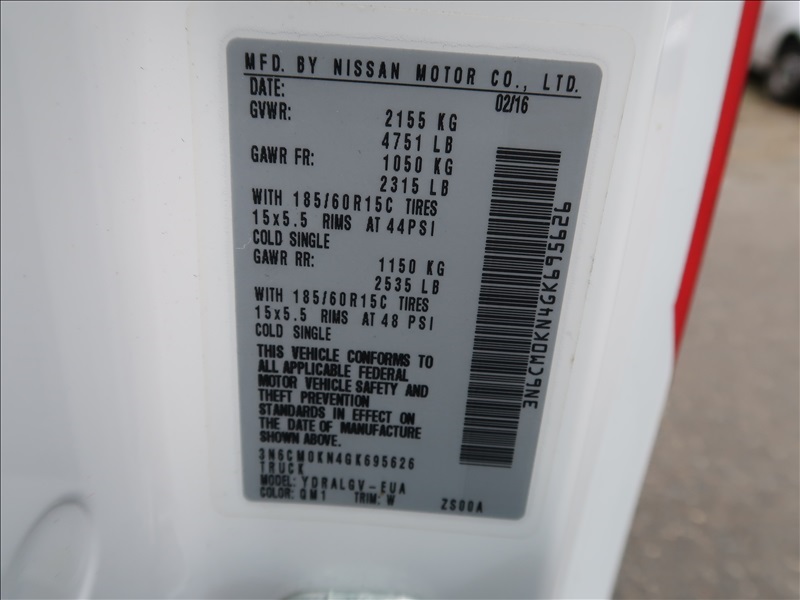 MFD. BY NISSAN MOTOR CO., LTD.
DATE: 02/16
GVWR: 2155 KG
4751 LB
GAWR FR: 1050 KG
2315 LB
WITH 185/60R15C TIRES
15x5.5 RIMS AT 44PSI
COLD SINGLE
GAWR RR: 1150 KG
2535 LB
WITH 185/60R15C TIRES
15x5.5 RIMS AT 48 PSI
COLD SINGLE
THIS VEHICLE CONFORMS TO
ALL APPLICABLE FEDERAL
MOTOR VEHICLE SAFETY AND
THEFT PREVENTION
STANDARDS IN EFFECT ON
THE DATE OF MANUFACTURE
SHOWN ABOVE.
3N6CM0KN4GK695626
TRUCK
MODEL: YDRALGV-EUA
COLOR: QM1 TRIM: W ZS00A
3N6CM0KN4GK695626